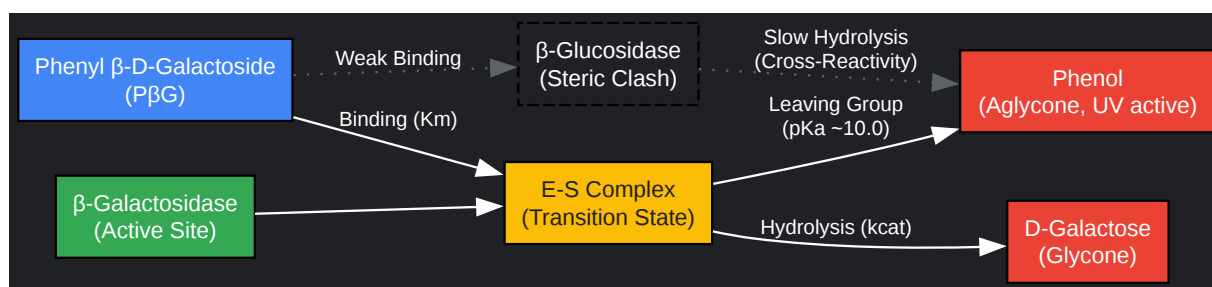 Phenyl β-D-Galactoside
(PβG)
Weak Binding
β-Glucosidase
(Steric Clash)
Slow Hydrolysis
(Cross-Reactivity)
Phenol
(Aglycone, UV active)
Binding (Km)
Leaving Group
(pKa ~10.0)
β-Galactosidase
(Active Site)
E-S Complex
(Transition State)
Hydrolysis (kcat)
D-Galactose
(Glycone)